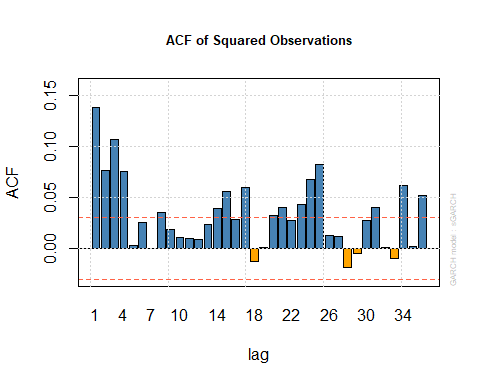 ACF of Squared Observations
ACF
0.15
0.10
0.05
0.00
1 4 7 10 14 18 22 26 30 34
lag
GARCH model : sGARCH